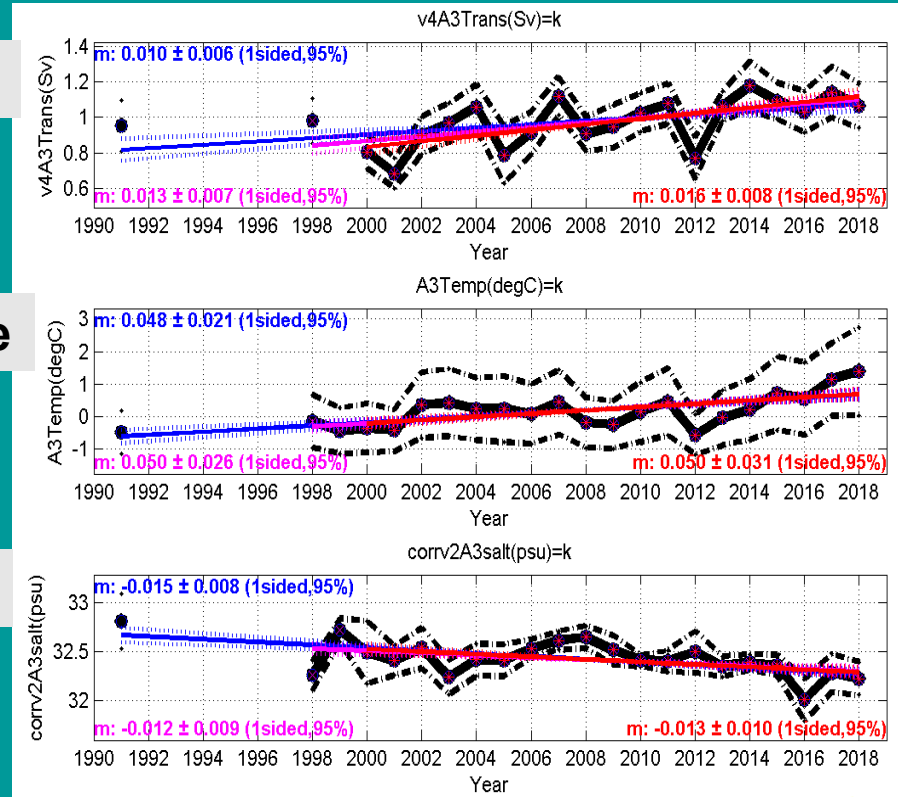 v4A3Trans(Sv)=k
m: 0.010 ± 0.006 (1sided,95%)
v4A3Trans(Sv)
1.4
1.2
1
0.8
0.6
m: 0.013 ± 0.007 (1sided,95%) m: 0.016 ± 0.008 (1sided,95%)
1990 1992 1994 1996 1998 2000 2002 2004 2006 2008 2010 2012 2014 2016 2018
Year
A3Temp(degC)=k
e
m: 0.048 ± 0.021 (1sided,95%)
A3Temp(degC)
3
2
1
0
-1
m: 0.050 ± 0.026 (1sided,95%) m: 0.050 ± 0.031 (1sided,95%)
1990 1992 1994 1996 1998 2000 2002 2004 2006 2008 2010 2012 2014 2016 2018
Year
corrv2A3salt(psu)=k
m: -0.015 ± 0.008 (1sided,95%)
corrv2A3salt(psu)
33
32.5
32
m: -0.012 ± 0.009 (1sided,95%) m: -0.013 ± 0.010 (1sided,95%)
1990 1992 1994 1996 1998 2000 2002 2004 2006 2008 2010 2012 2014 2016 2018
Year